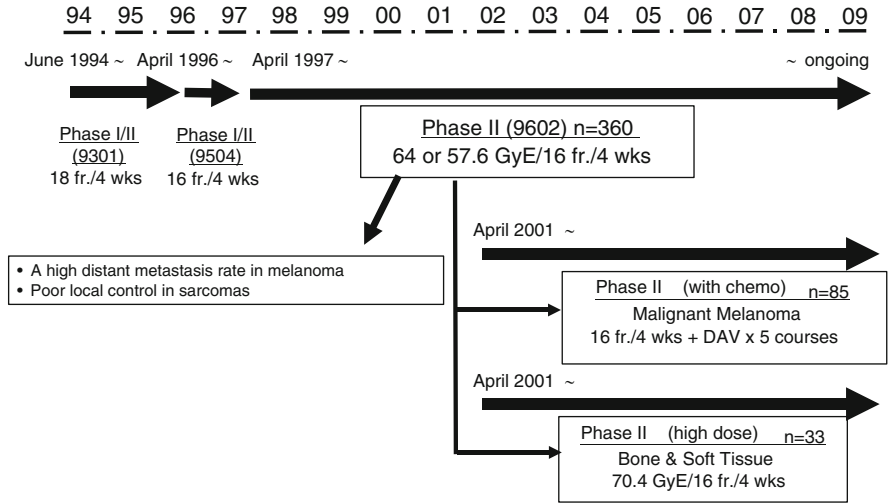 94 95 96 97 98 99 00 01 02 03 04 05 06 07 08 09
June 1994 ~ April 1996 ~ April 1997 ~ ~ ongoing
Phase I/II
(9301)
18 fr./4 wks
Phase I/II
(9504)
16 fr./4 wks
Phase II (9602) n=360
64 or 57.6 GyE/16 fr./4 wks
• A high distant metastasis rate in melanoma
• Poor local control in sarcomas
April 2001 ~
Phase II (with chemo) n=85
Malignant Melanoma
16 fr./4 wks + DAV x 5 courses
April 2001 ~
Phase II (high dose) n=33
Bone & Soft Tissue
70.4 GyE/16 fr./4 wks